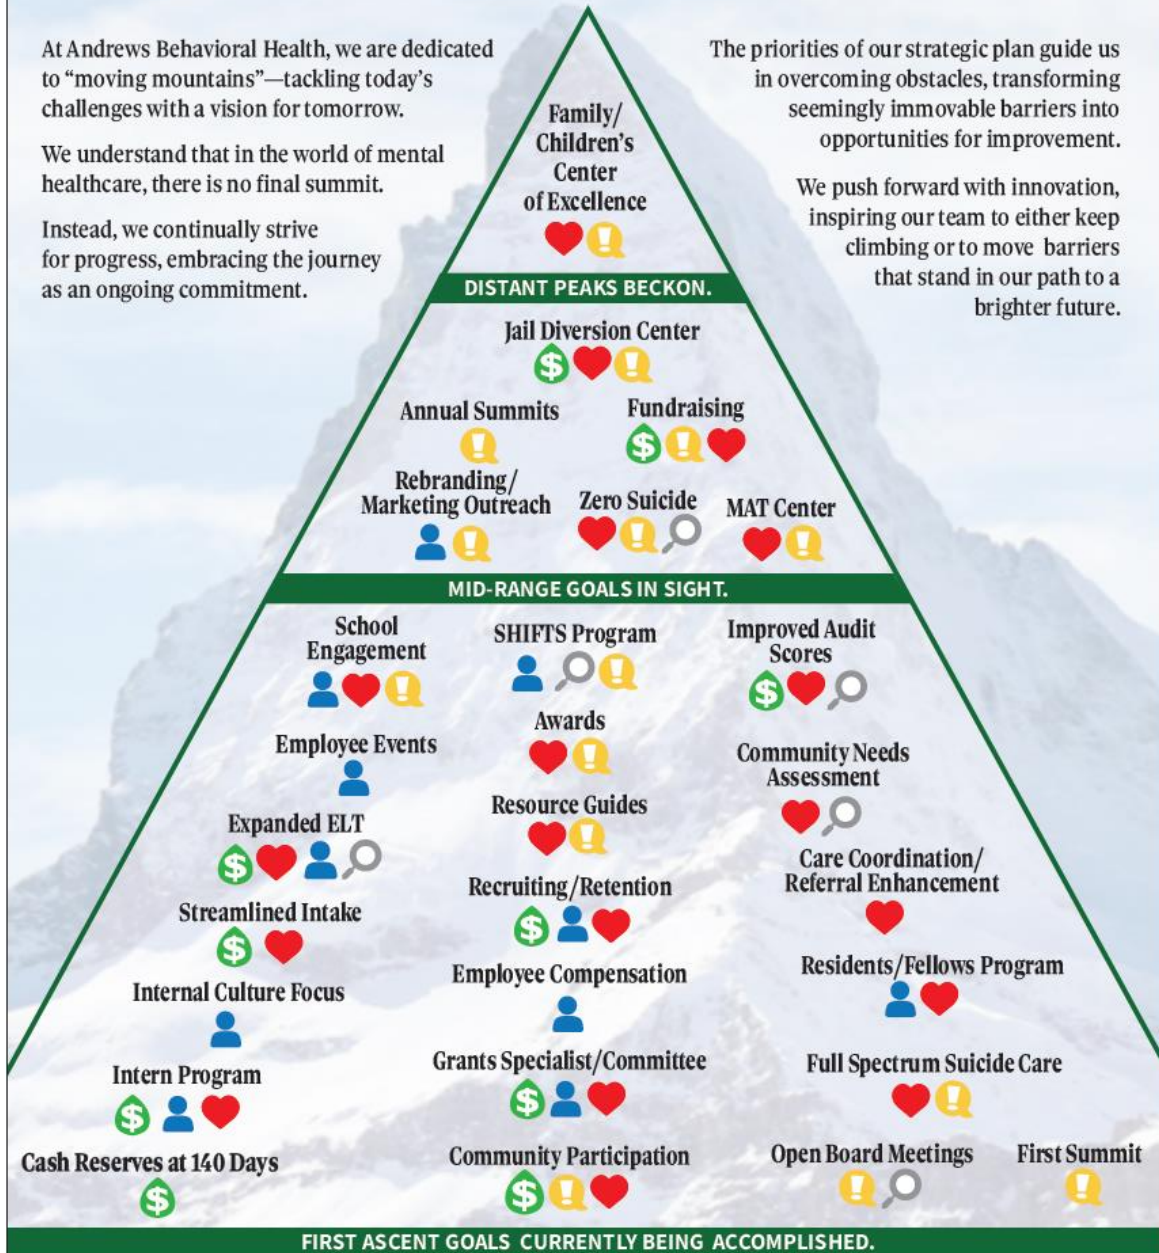 At Andrews Behavioral Health, we are dedicated
to “moving mountains”—tackling today’s
challenges with a vision for tomorrow.
We understand that in the world of mental
healthcare, there is no final summit.
Instead, we continually strive
for progress, embracing the journey
as an ongoing commitment.
The priorities of our strategic plan guide us
in overcoming obstacles, transforming
seemingly immovable barriers into
opportunities for improvement.
We push forward with innovation,
inspiring our team to either keep
climbing or to move barriers
that stand in our path to a
brighter future.
Family/
Children’s
Center
of Excellence
DISTANT PEAKS BECKON.
Jail Diversion Center
Annual Summits
Fundraising
Rebranding/
Marketing Outreach
Zero Suicide
MAT Center
MID-RANGE GOALS IN SIGHT.
School
Engagement
SHIFTS Program
Improved Audit
Scores
Employee Events
Awards
Community Needs
Assessment
Expanded ELT
Resource Guides
Care Coordination/
Referral Enhancement
Streamlined Intake
Recruiting/Retention
Residents/Fellows Program
Internal Culture Focus
Employee Compensation
Intern Program
Grants Specialist/Committee
Full Spectrum Suicide Care
Cash Reserves at 140 Days
Community Participation
Open Board Meetings
First Summit
FIRST ASCENT GOALS CURRENTLY BEING ACCOMPLISHED.